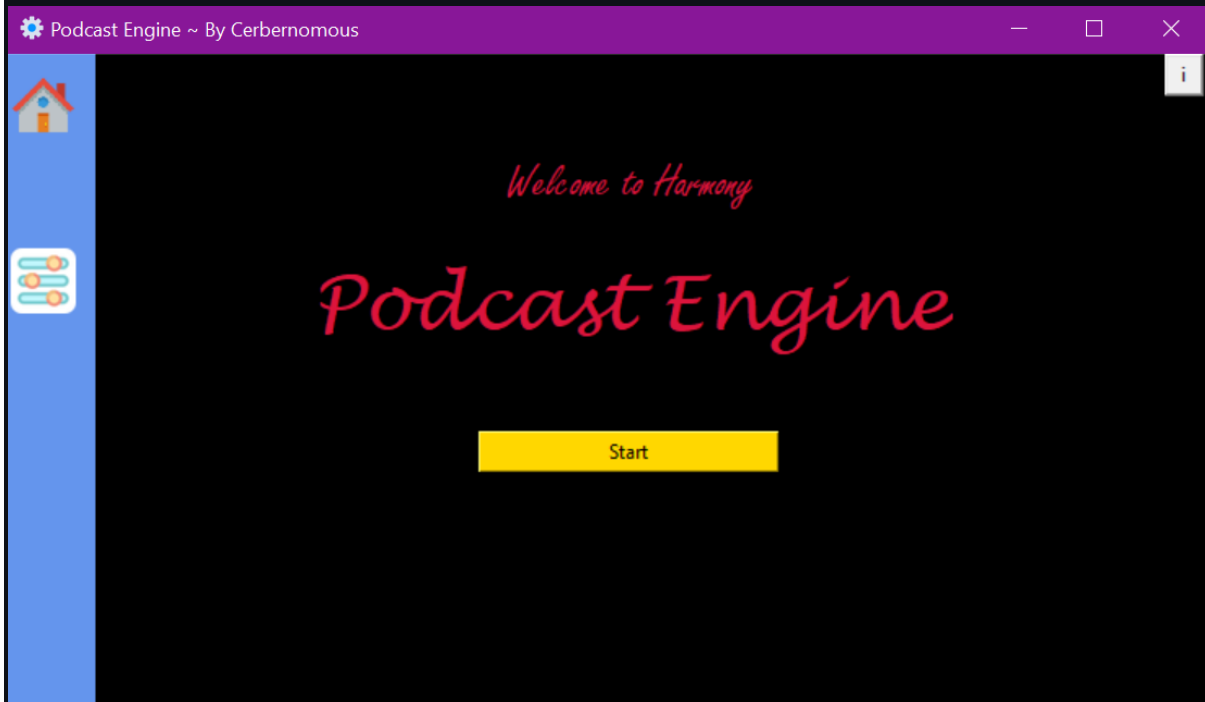 Podcast Engine ~ By Cerbernomous
i
Welcome to Harmony
Podcast Engine
Start